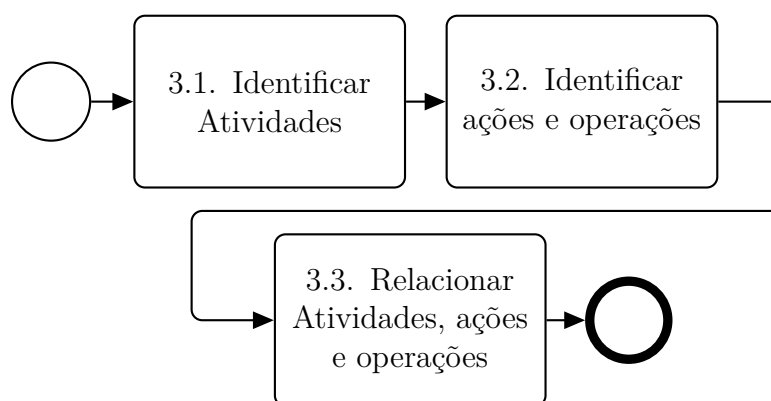 3.1. Identificar
Atividades
3.2. Identificar
ações e operações
3.3. Relacionar
Atividades, ações
e operações